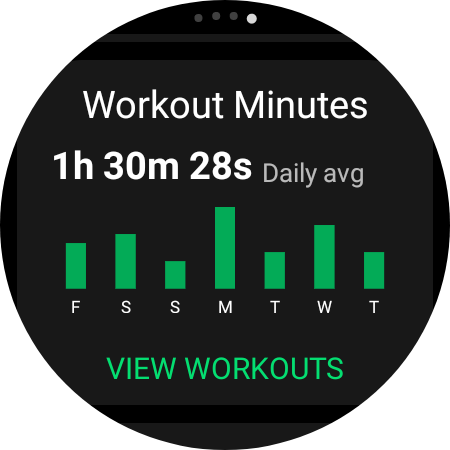 Workout Minutes
1h 30m 28s Daily avg
F S S M T W T
VIEW WORKOUTS